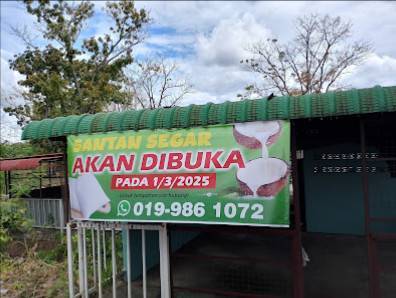 SANTAN SEGAR
AKAN DIBUKA
PADA 1/3/2025
019-986 1072